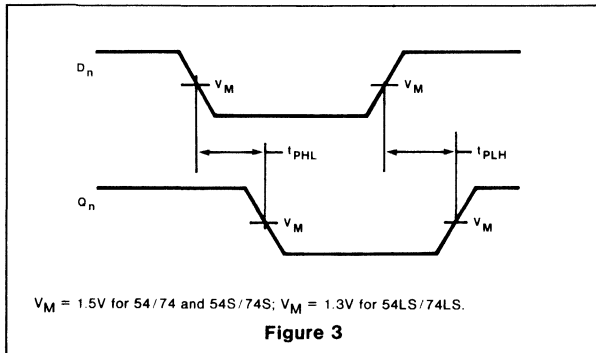 Dn
VM
VM
tPHL
tPLH
Qn
VM
VM
VM = 1.5V for 54/74 and 54S/74S; VM = 1.3V for 54LS/74LS.
Figure 3